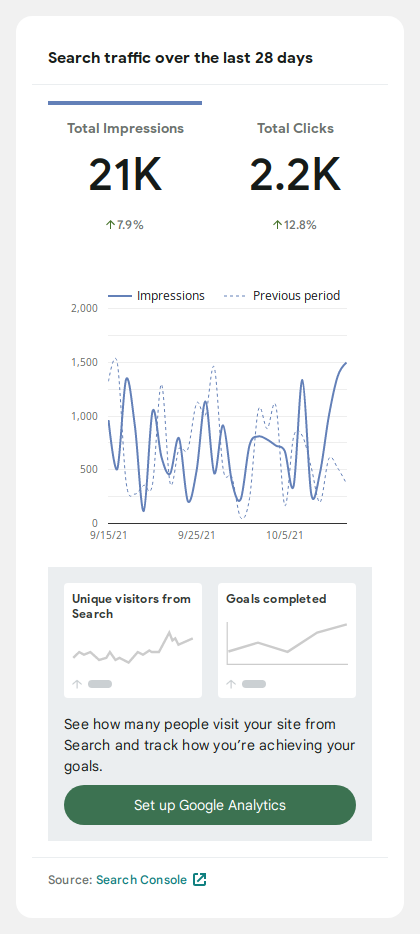 Search traffic over the last 28 days
Total Impressions
Total Clicks
21K
2.2K
↑7.9%
↑12.8%
Impressions
Previous period
2,000
1,500
1,000
500
0
9/15/21
9/25/21
10/5/21
Unique visitors from
Search
Goals completed
See how many people visit your site from
Search and track how you’re achieving your
goals.
Set up Google Analytics
Source: Search Console